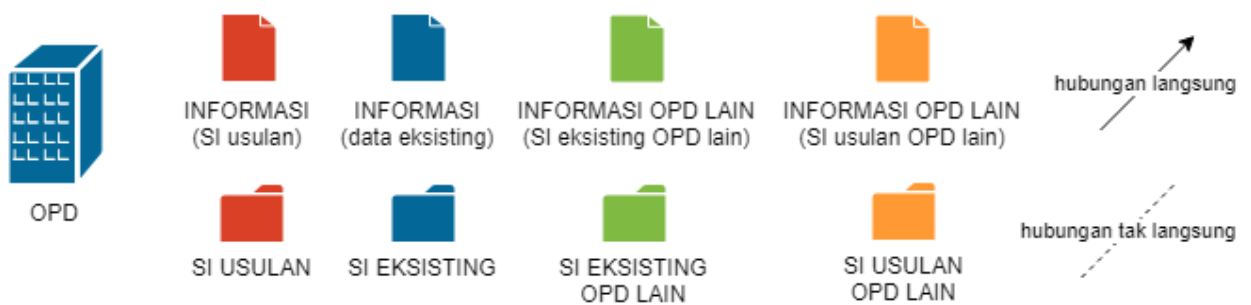 INFORMASI
(SI usulan)
INFORMASI
(data eksisting)
INFORMASI OPD LAIN
(SI eksisting OPD lain)
INFORMASI OPD LAIN
(SI usulan OPD lain)
hubungan langsung
OPD
SI USULAN
SI EKSISTING
SI EKSISTING
OPD LAIN
SI USULAN
OPD LAIN
hubungan tak langsung